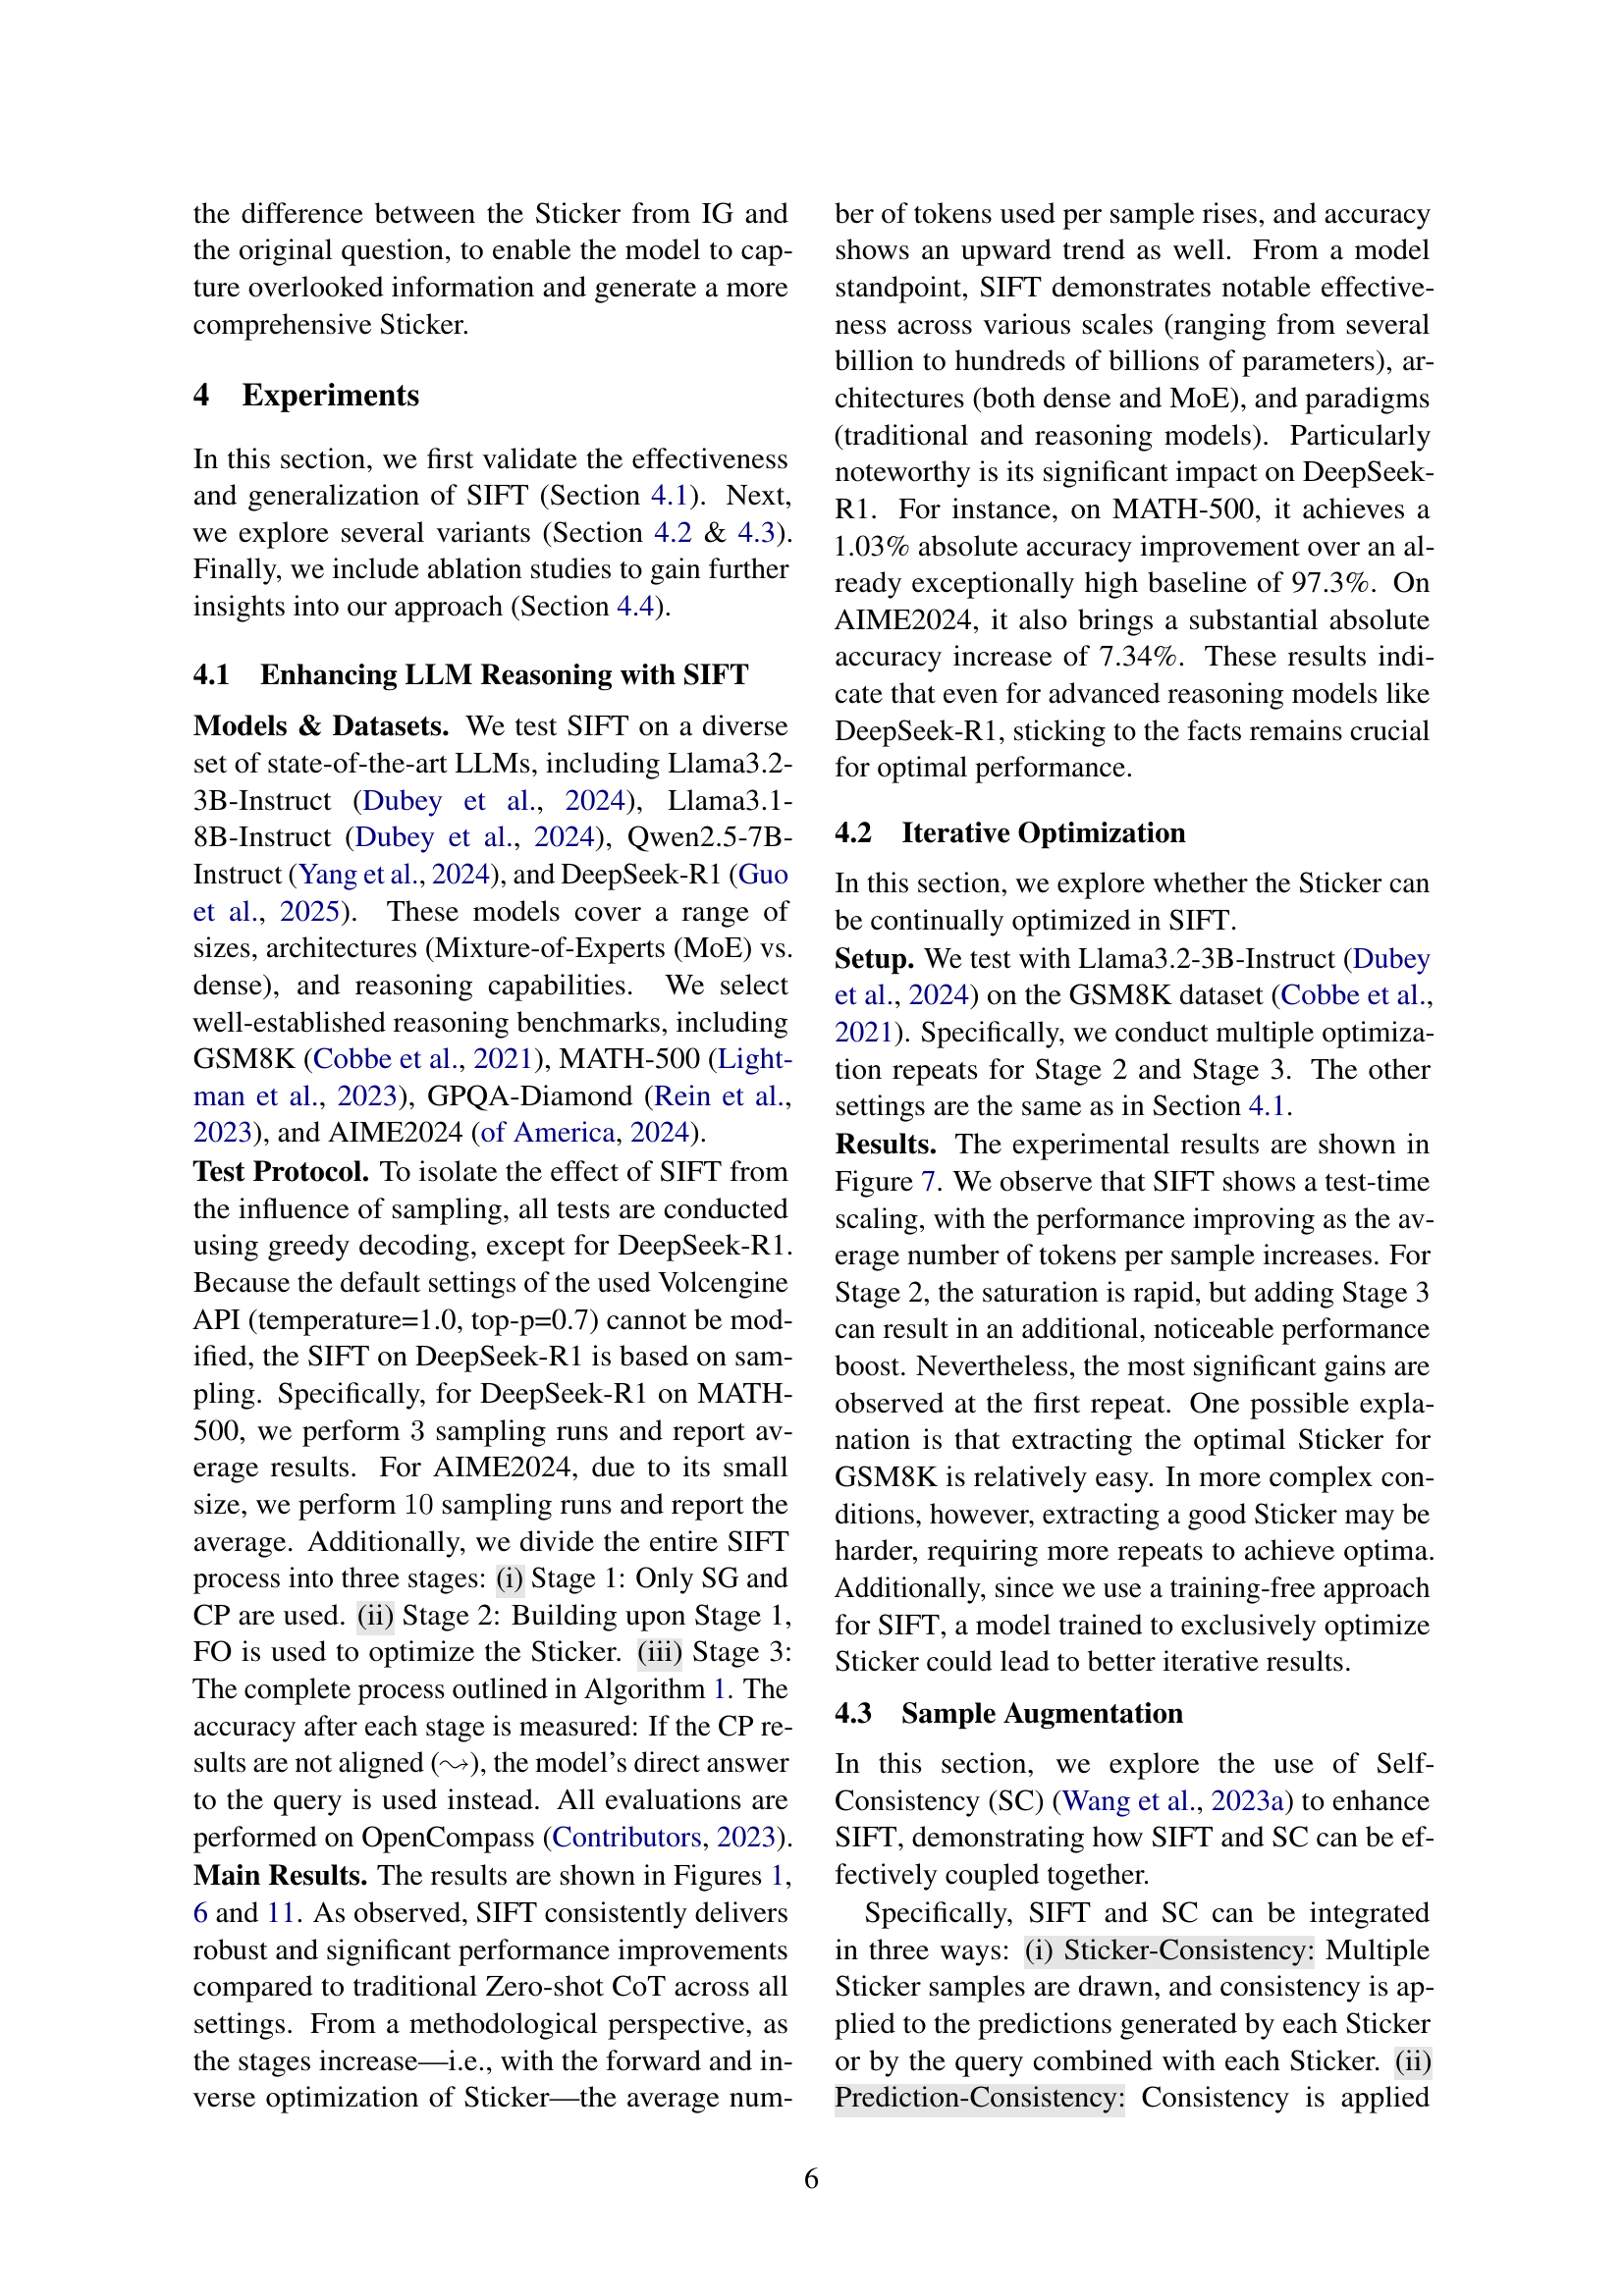 the difference between the Sticker from IG and
the original question, to enable the model to cap-
ture overlooked information and generate a more
comprehensive Sticker.
4 Experiments
In this section, we first validate the effectiveness
and generalization of SIFT (Section 4.1). Next,
we explore several variants (Section 4.2 & 4.3).
Finally, we include ablation studies to gain further
insights into our approach (Section 4.4).
4.1 Enhancing LLM Reasoning with SIFT
Models & Datasets. We test SIFT on a diverse
set of state-of-the-art LLMs, including Llama3.2-
3B-Instruct (Dubey et al., 2024), Llama3.1-
8B-Instruct (Dubey et al., 2024), Qwen2.5-7B-
Instruct (Yang et al., 2024), and DeepSeek-R1 (Guo
et al., 2025). These models cover a range of
sizes, architectures (Mixture-of-Experts (MoE) vs.
dense), and reasoning capabilities. We select
well-established reasoning benchmarks, including
GSM8K (Cobbe et al., 2021), MATH-500 (Light-
man et al., 2023), GPQA-Diamond (Rein et al.,
2023), and AIME2024 (of America, 2024).
Test Protocol. To isolate the effect of SIFT from
the influence of sampling, all tests are conducted
using greedy decoding, except for DeepSeek-R1.
Because the default settings of the used Volcengine
API (temperature=1.0, top-p=0.7) cannot be mod-
ified, the SIFT on DeepSeek-R1 is based on sam-
pling. Specifically, for DeepSeek-R1 on MATH-
500, we perform 3 sampling runs and report av-
erage results. For AIME2024, due to its small
size, we perform 10 sampling runs and report the
average. Additionally, we divide the entire SIFT
process into three stages: (i) Stage 1: Only SG and
CP are used. (ii) Stage 2: Building upon Stage 1,
FO is used to optimize the Sticker. (iii) Stage 3:
The complete process outlined in Algorithm 1. The
accuracy after each stage is measured: If the CP re-
sults are not aligned (⤳), the model's direct answer
to the query is used instead. All evaluations are
performed on OpenCompass (Contributors, 2023).
Main Results. The results are shown in Figures 1,
6 and 11. As observed, SIFT consistently delivers
robust and significant performance improvements
compared to traditional Zero-shot CoT across all
settings. From a methodological perspective, as
the stages increase—i.e., with the forward and in-
verse optimization of Sticker—the average num-
ber of tokens used per sample rises, and accuracy
shows an upward trend as well. From a model
standpoint, SIFT demonstrates notable effective-
ness across various scales (ranging from several
billion to hundreds of billions of parameters), ar-
chitectures (both dense and MoE), and paradigms
(traditional and reasoning models). Particularly
noteworthy is its significant impact on DeepSeek-
R1. For instance, on MATH-500, it achieves a
1.03% absolute accuracy improvement over an al-
ready exceptionally high baseline of 97.3%. On
AIME2024, it also brings a substantial absolute
accuracy increase of 7.34%. These results indi-
cate that even for advanced reasoning models like
DeepSeek-R1, sticking to the facts remains crucial
for optimal performance.
4.2 Iterative Optimization
In this section, we explore whether the Sticker can
be continually optimized in SIFT.
Setup. We test with Llama3.2-3B-Instruct (Dubey
et al., 2024) on the GSM8K dataset (Cobbe et al.,
2021). Specifically, we conduct multiple optimiza-
tion repeats for Stage 2 and Stage 3. The other
settings are the same as in Section 4.1.
Results. The experimental results are shown in
Figure 7. We observe that SIFT shows a test-time
scaling, with the performance improving as the av-
erage number of tokens per sample increases. For
Stage 2, the saturation is rapid, but adding Stage 3
can result in an additional, noticeable performance
boost. Nevertheless, the most significant gains are
observed at the first repeat. One possible expla-
nation is that extracting the optimal Sticker for
GSM8K is relatively easy. In more complex con-
ditions, however, extracting a good Sticker may be
harder, requiring more repeats to achieve optima.
Additionally, since we use a training-free approach
for SIFT, a model trained to exclusively optimize
Sticker could lead to better iterative results.
4.3 Sample Augmentation
In this section, we explore the use of Self-
Consistency (SC) (Wang et al., 2023a) to enhance
SIFT, demonstrating how SIFT and SC can be ef-
fectively coupled together.
Specifically, SIFT and SC can be integrated
in three ways: (i) Sticker-Consistency: Multiple
Sticker samples are drawn, and consistency is ap-
plied to the predictions generated by each Sticker
or by the query combined with each Sticker. (ii)
Prediction-Consistency: Consistency is applied
6